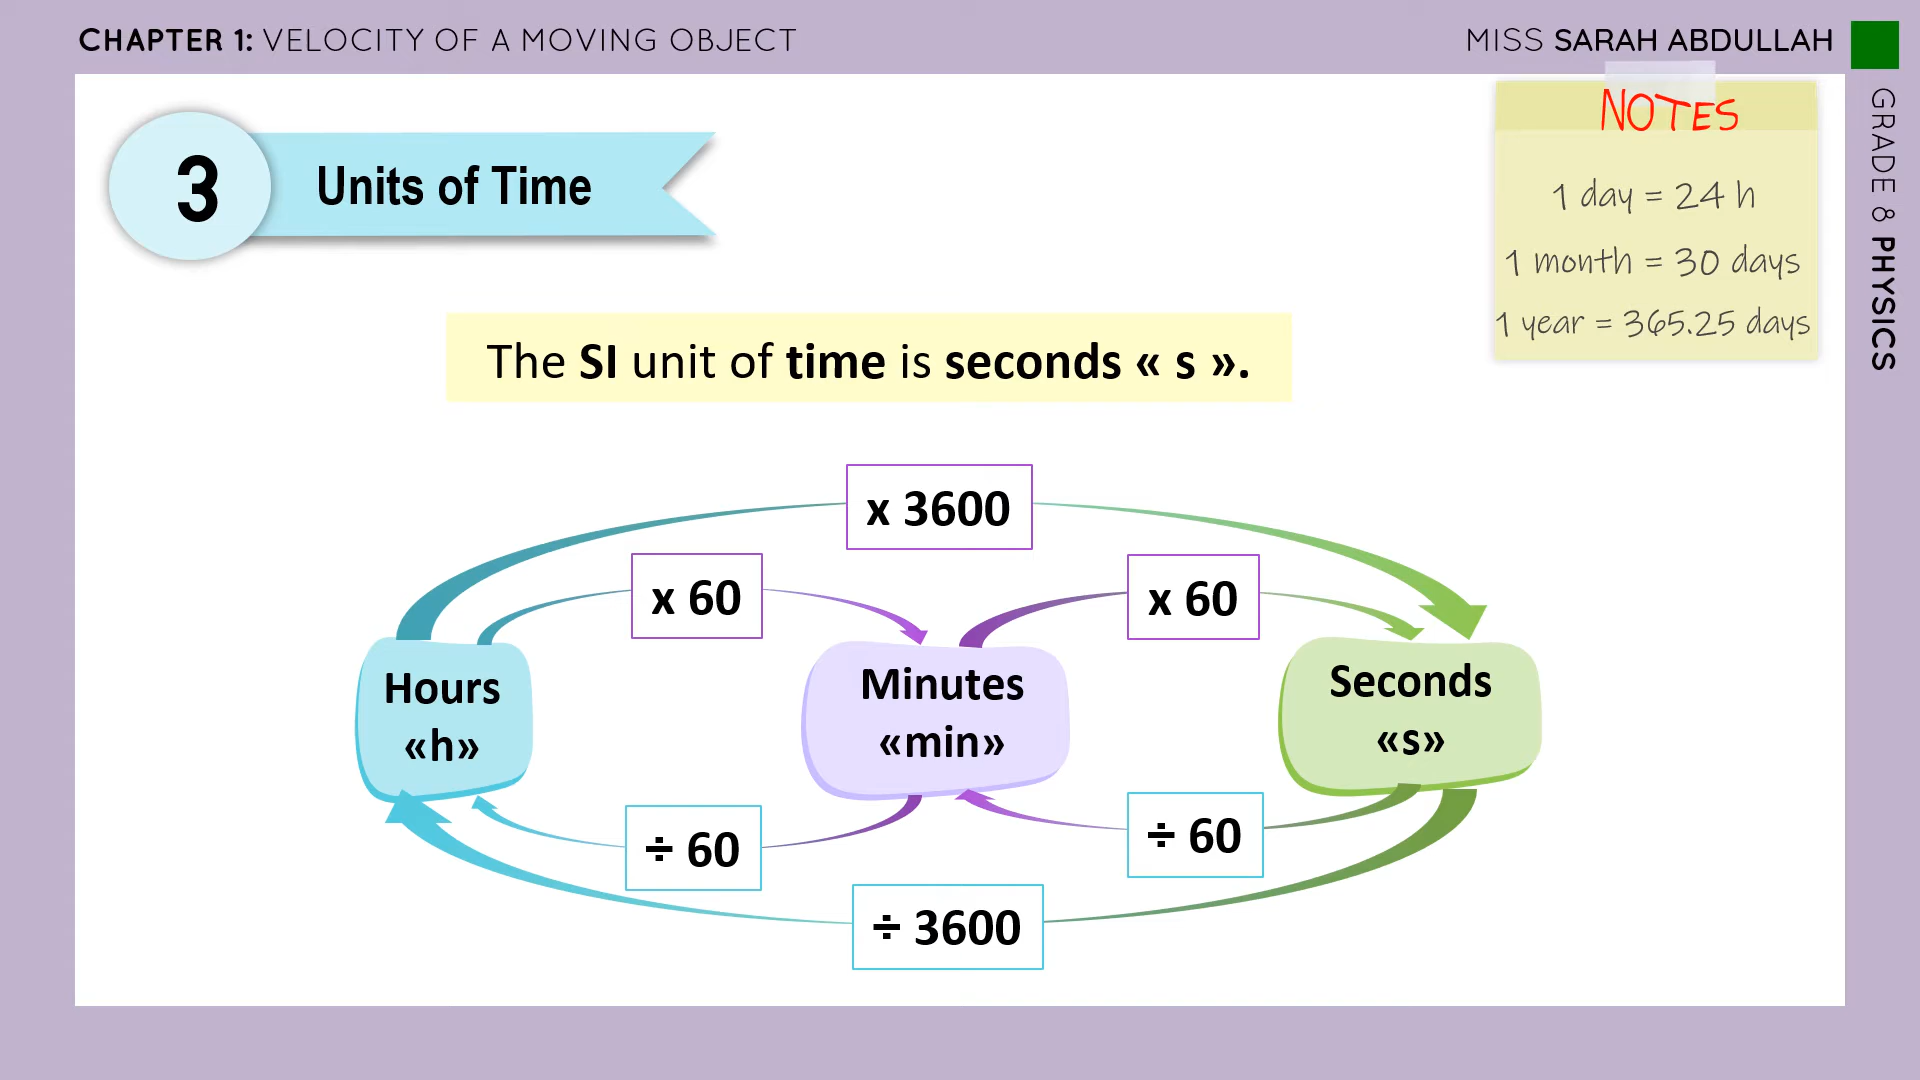 CHAPTER 1: VELOCITY OF A MOVING OBJECT
MISS SARAH ABDULLAH
GRADE 8 PHYSICS
NOTES
1 day = 24 h
1 month = 30 days
1 year = 365.25 days
3
Units of Time
The SI unit of time is seconds « s ».
x 3600
x 60
x 60
Hours
«h»
Minutes
«min»
Seconds
«s»
÷ 60
÷ 60
÷ 3600